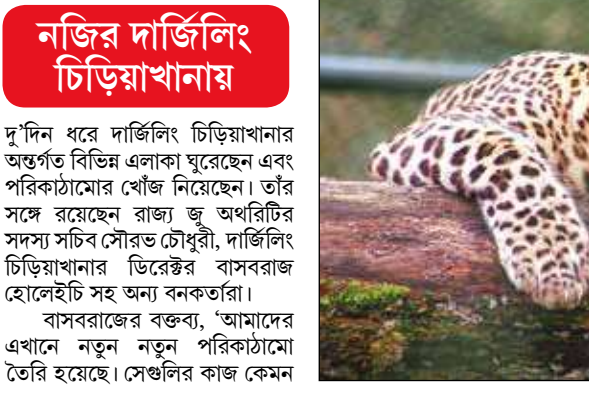 নজির দার্জিলিং
চিড়িয়াখানায়
দু'দিন ধরে দার্জিলিং চিড়িয়াখানার
অন্তর্গত বিভিন্ন এলাকা ঘুরেছেন এবং
পরিকাঠামোর খোঁজ নিয়েছেন। তাঁর
সঙ্গে রয়েছেন রাজ্য জু অথরিটির
সদস্য সচিব সৌরভ চৌধুরী, দার্জিলিং
চিড়িয়াখানার ডিরেক্টর বাসবরাজ
হোলেইচি সহ অন্য বনকর্তারা।
বাসবরাজের বক্তব্য, 'আমাদের
এখানে নতুন নতুন পরিকাঠামো
তৈরি হয়েছে। সেগুলির কাজ কেমন